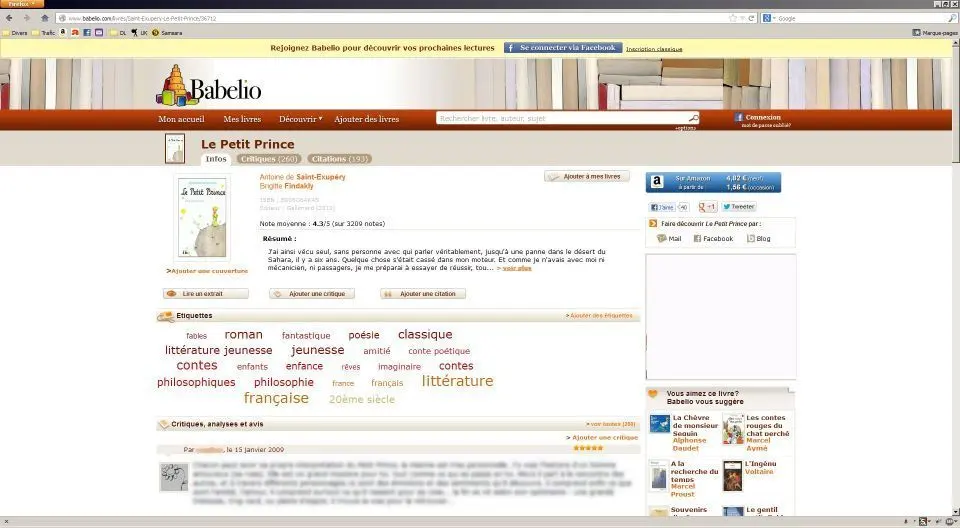 Firefox
www.babelio.com/livres/Saint-Exupery-Le-Petit-Prince/36712
Google
Divers
Trafic
DL
UK
Samsara
Marque-pages
Rejoignez Babelio pour découvrir vos prochaines lectures
Se connecter via Facebook
Inscription classique
Babelio
Mon accueil
Mes livres
Découvrir
Ajouter des livres
Rechercher livre, auteur, sujet
+options
Connexion
mot de passe oublié?
Le Petit Prince
Infos
Critiques (260)
Citations (193)
Le Petit Prince
>Ajouter une couverture
Antoine de Saint-Exupéry
Brigitte Findakly
Ajouter à mes livres
Note moyenne : 4.3/5 (sur 3209 notes)
Résumé :
J'ai ainsi vécu seul, sans personne avec qui parler véritablement, jusqu'à une panne dans le désert du
Sahara, il y a six ans. Quelque chose s'était cassé dans mon moteur. Et comme je n'avais avec moi ni
mécanicien, ni passagers, je me préparai à essayer de réussir, tou... > voir plus
Lire un extrait
Ajouter une critique
Ajouter une citation
Etiquettes
> Ajouter des étiquettes
fables roman fantastique poésie classique
littérature jeunesse jeunesse amitié conte poétique
contes enfants enfance rêves imaginaire contes
philosophiques philosophie france français littérature
française 20ème siècle
Critiques, analyses et avis
> voir toutes (260)
> Ajouter une critique
Par
, le 15 janvier 2009
Sur Amazon
à partir de
4,82 € (neuf)
1,56 € (occasion)
J'aime
40
+1
Tweeter
Faire découvrir Le Petit Prince par :
Mail
Facebook
Blog
Vous aimez ce livre?
Babelio vous suggère
La Chèvre
de monsieur
Seguin
Alphonse
Daudet
Les contes
rouges du
chat perché
Marcel
Aymé
A la
recherche du
temps
Marcel
Proust
L'Ingénu
Voltaire
Souvenirs
Le gentil